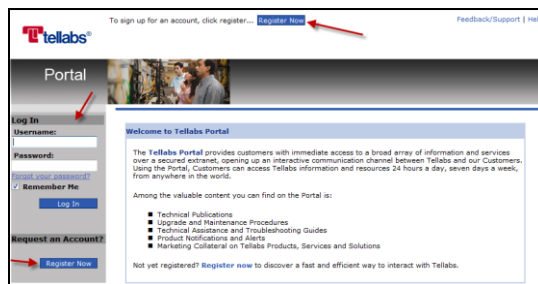 To sign up for an account, click register... Register Now
Feedback/Support | Hel
tellabs®
Portal
Log In
Username:
Password:
Forgot your password?
Remember Me
Log In
Request an Account?
Register Now
Welcome to Tellabs Portal
The Tellabs Portal provides customers with immediate access to a broad array of information and services
over a secured extranet, opening up an interactive communication channel between Tellabs and our Customers.
Using the Portal, Customers can access Tellabs information and resources 24 hours a day, seven days a week,
from anywhere in the world.
Among the valuable content you can find on the Portal is:
Technical Publications
Upgrade and Maintenance Procedures
Technical Assistance and Troubleshooting Guides
Product Notifications and Alerts
Marketing Collateral on Tellabs Products, Services and Solutions
Not yet registered? Register now to discover a fast and efficient way to interact with Tellabs.